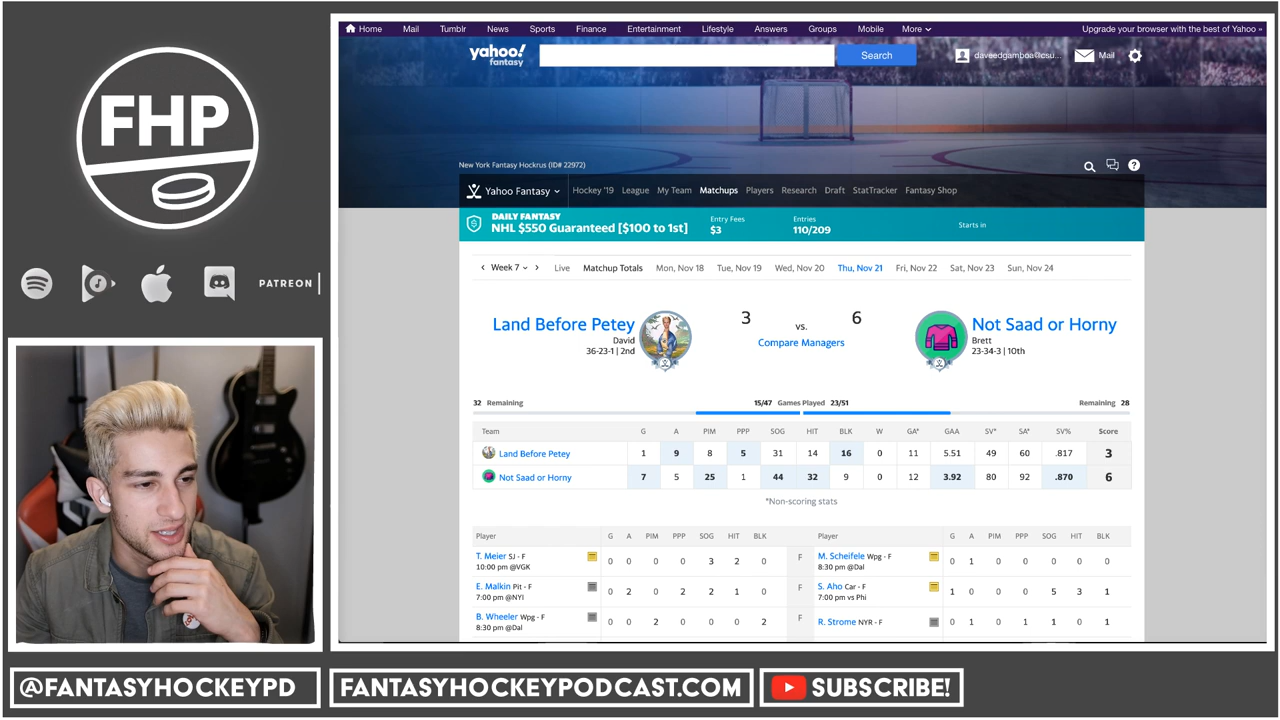 FHP
PATREON
Home Mail Tumblr News Sports Finance Entertainment Lifestyle Answers Groups Mobile More Upgrade your browser with the best of Yahoo »
yahoo! fantasy Search daveedgamboa@csu... Mail
New York Fantasy Hockrus (ID# 22972)
Yahoo Fantasy Hockey '19 League My Team Matchups Players Research Draft StatTracker Fantasy Shop
DAILY FANTASY Entry Fees Entries Starts in
NHL $550 Guaranteed [$100 to 1st] $3 110/209
Week 7 Live Matchup Totals Mon, Nov 18 Tue, Nov 19 Wed, Nov 20 Thu, Nov 21 Fri, Nov 22 Sat, Nov 23 Sun, Nov 24
Land Before Petey 3 vs. 6 Not Saad or Horny
David Compare Managers Brett
36-23-1 | 2nd 23-34-3 | 10th
32 Remaining 15/47 Games Played 23/51 Remaining 28
Team G A PIM PPP SOG HIT BLK W GA* GAA SV* SA* SV% Score
Land Before Petey 1 9 8 5 31 14 16 0 11 5.51 49 60 .817 3
Not Saad or Horny 7 5 25 1 44 32 9 0 12 3.92 80 92 .870 6
*Non-scoring stats
Player G A PIM PPP SOG HIT BLK Player G A PIM PPP SOG HIT BLK
T. Meier SJ - F 0 0 0 0 3 2 0 F M. Scheifele Wpg - F 0 1 0 0 0 0 0
10:00 pm @VGK 8:30 pm @Dal
E. Malkin Pit - F 0 2 0 2 2 1 0 F S. Aho Car - F 1 0 0 0 5 3 1
7:00 pm @NYI 7:00 pm vs Phi
B. Wheeler Wpg - F 0 0 2 0 0 0 2 F R. Strome NYR - F 0 1 0 1 1 0 1
8:30 pm @Dal
@FANTASYHOCKEYPD FANTASYHOCKEYPODCAST.COM SUBSCRIBE!